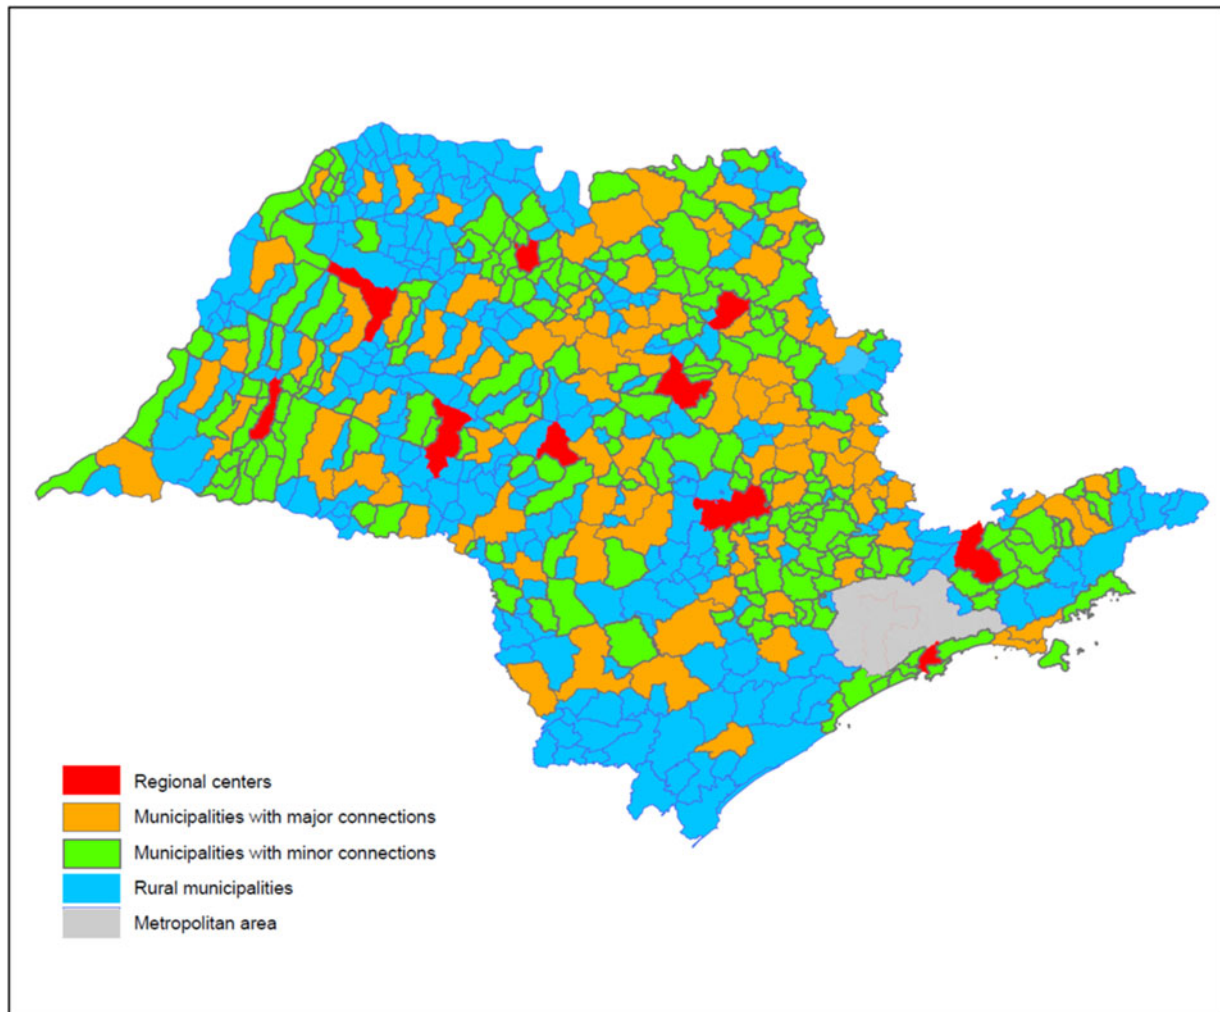 Regional centers
Municipalities with major connections
Municipalities with minor connections
Rural municipalities
Metropolitan area